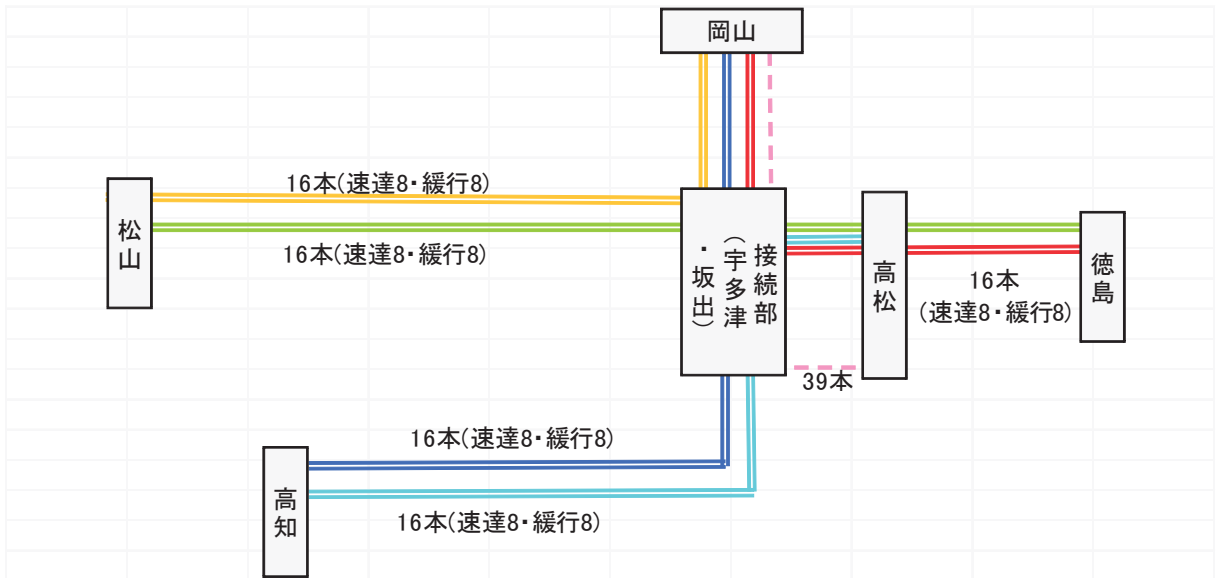 岡山
16本(速達8・緩行8)
松山
16本(速達8・緩行8)
接続部
(宇多津
・坂出)
高松
徳島
16本
(速達8・緩行8)
39本
16本(速達8・緩行8)
高知
16本(速達8・緩行8)